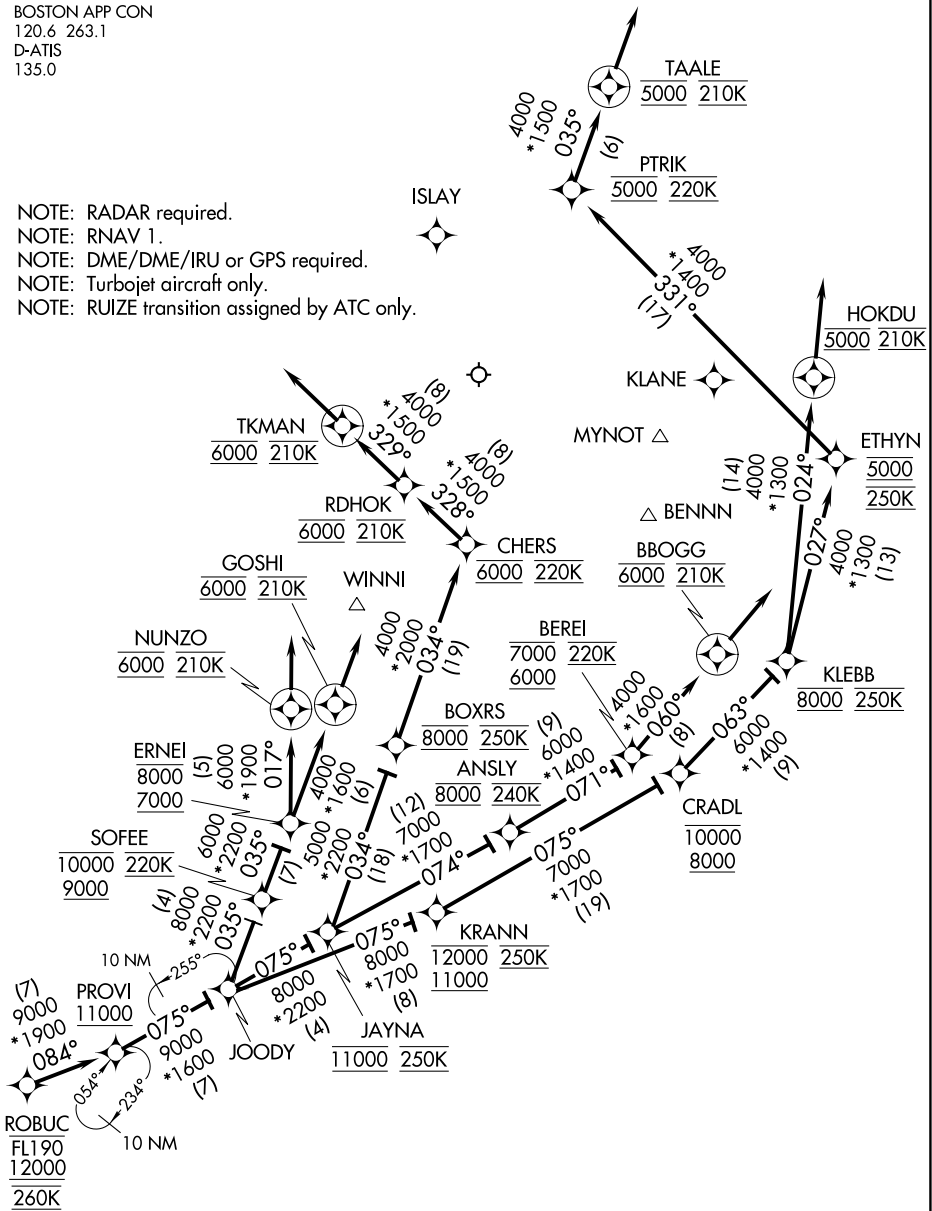 BOSTON APP CON
120.6 263.1
D-ATIS
135.0
NOTE: RADAR required.
NOTE: RNAV 1.
NOTE: DME/DME/IRU or GPS required.
NOTE: Turbojet aircraft only.
NOTE: RUIZE transition assigned by ATC only.
TAALE
5000 210K
4000
*1500
035°
(6)
PTRIK
5000 220K
ISLAY
4000
*1400
331°
(17)
HOKDU
5000 210K
KLANE
MYNOT
ETHYN
5000
250K
(14)
4000
*1300
024°
027°
4000
*1300
(13)
TKMAN
6000 210K
(8)
4000
*1500
329°
RDHOK
6000 210K
(8)
4000
*1500
328°
CHERS
6000 220K
BENNN
BBOGG
6000 210K
GOSHI
6000 210K
WINNI
NUNZO
6000 210K
4000
*2000
034°
(19)
BEREI
7000 220K
6000
4000
*1600
060°
(8)
KLEBB
8000 250K
063°
6000
*1400
(9)
BOXRS
8000 250K
ERNEI
8000
7000
(5)
6000
*1900
017°
4000
*1600
(6)
ANSLY
8000 240K
(9)
6000
*1400
071°
CRADL
10000
8000
SOFEE
10000 220K
9000
6000
*2200
035°
(7)
5000
*2200
034°
(18)
(12)
7000
*1700
074°
075°
7000
*1700
(19)
(4)
8000
*2200
035°
KRANN
12000 250K
11000
075°
8000
*1700
(8)
075°
8000
*2200
(4)
JAYNA
11000 250K
JOODY
10 NM
255°
PROVI
11000
075°
9000
*1600
(7)
(7)
9000
*1900
084°
054°
234°
10 NM
ROBUC
FL190
12000
260K